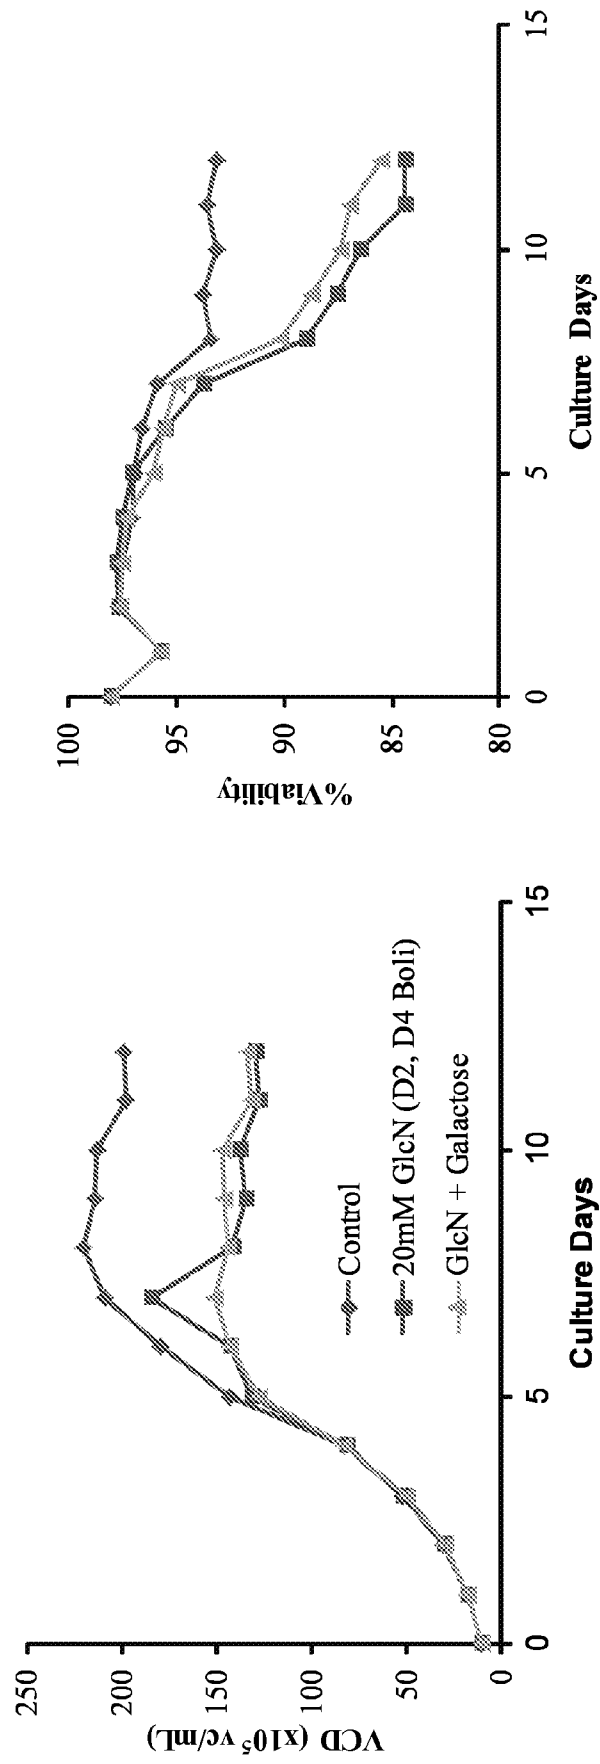 250
200
150
100
50
0
VCD (x10⁵ vc/mL)
0
5
10
15
Culture Days
Control
20mM GlcN (D2, D4 Boli)
GlcN + Galactose
100
95
90
85
80
%Viability
0
5
10
15
Culture Days